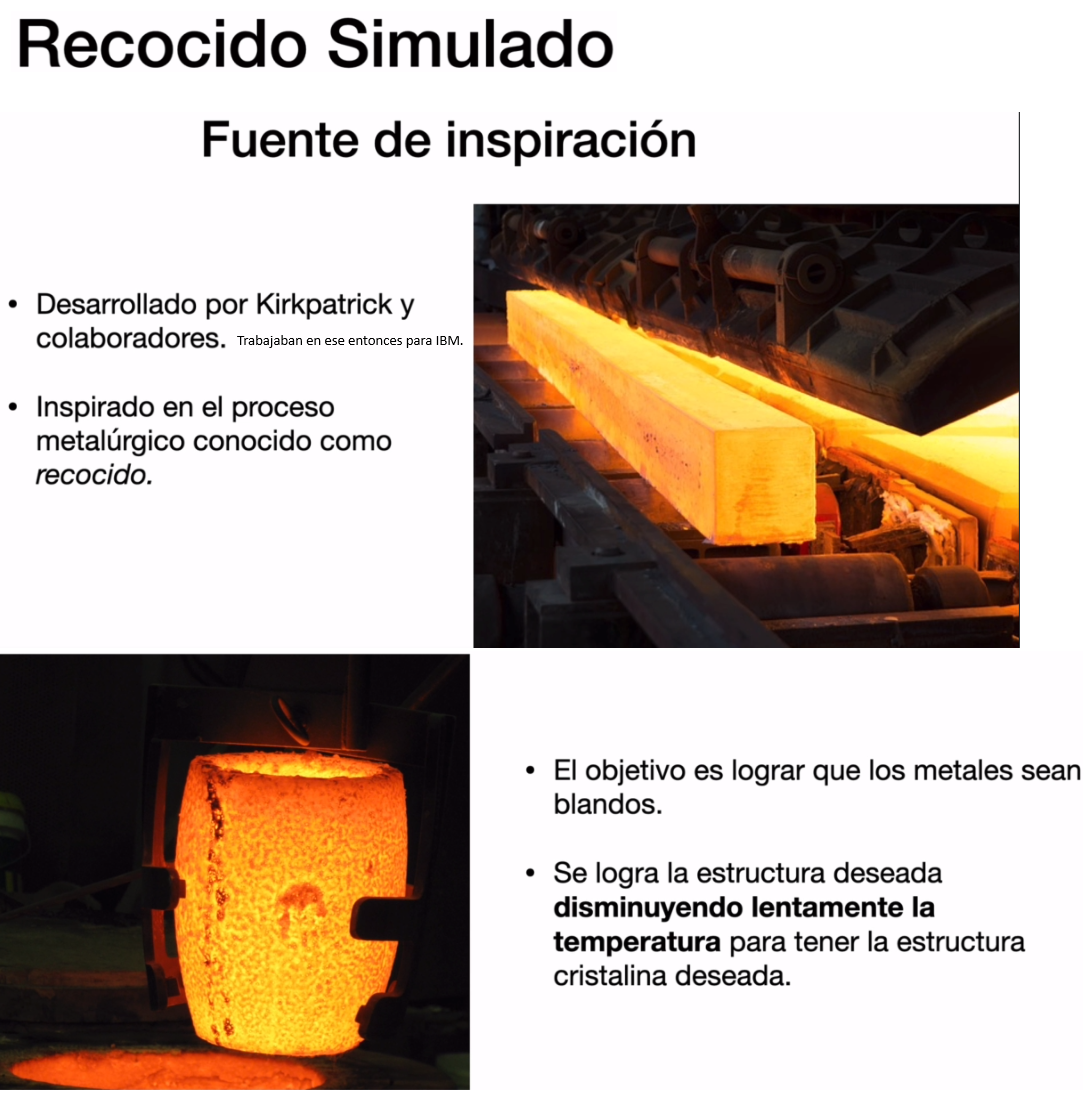 Recocido Simulado
Fuente de inspiración
• Desarrollado por Kirkpatrick y
colaboradores. Trabajaban en ese entonces para IBM.
• Inspirado en el proceso
metalúrgico conocido como
recocido.
• El objetivo es lograr que los metales sean
blandos.
• Se logra la estructura deseada
disminuyendo lentamente la
temperatura para tener la estructura
cristalina deseada.